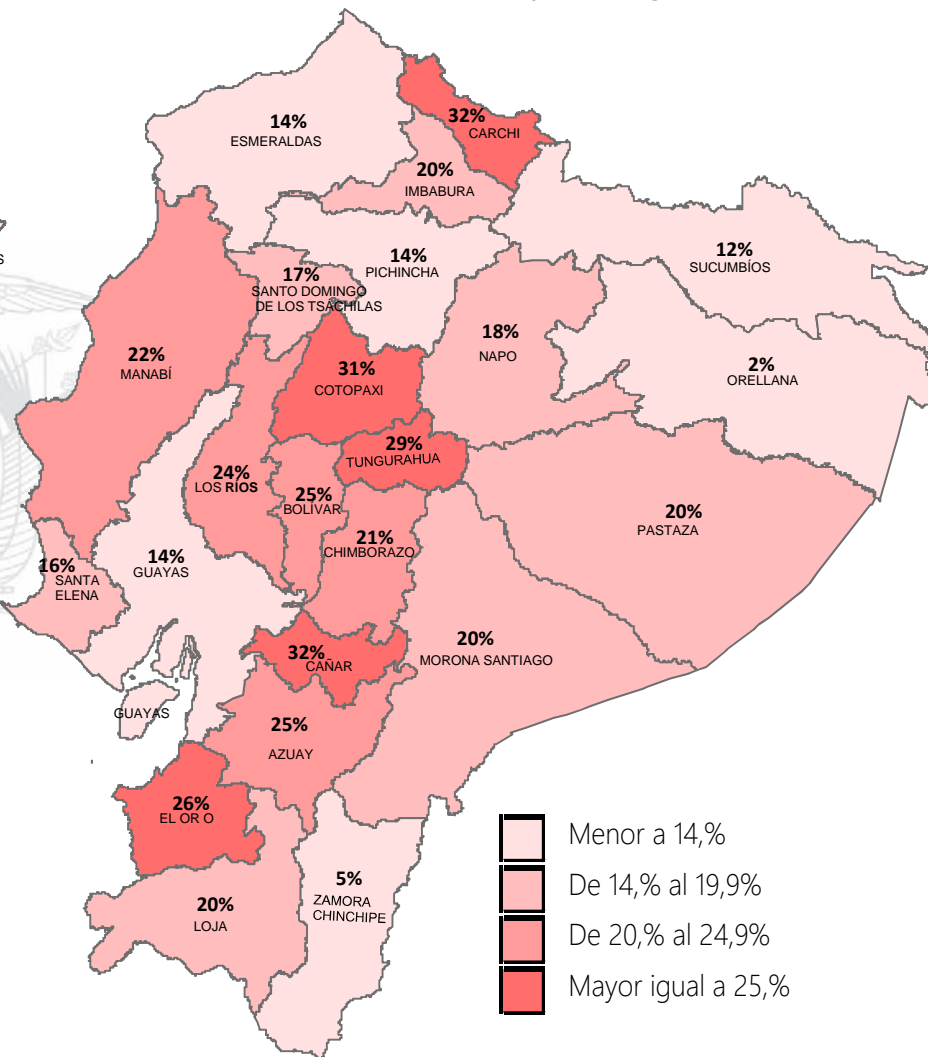 14%
ESMERALDAS
32%
CARCHI
20%
IMBABURA
12%
SUCUMBÍOS
14%
PICHINCHA
S
17%
SANTO DOMINGO
DE LOS TSÁCHILAS
18%
NAPO
22%
MANABÍ
31%
COTOPAXI
2%
ORELLANA
29%
TUNGURAHUA
24%
LOS RÍOS
25%
BOLÍVAR
20%
PASTAZA
21%
CHIMBORAZO
14%
GUAYAS
16%
SANTA
ELENA
20%
MORONA SANTIAGO
32%
CAÑAR
GUAYAS
25%
AZUAY
26%
EL OR O
5%
ZAMORA
CHINCHIPE
20%
LOJA
Menor a 14,%
De 14,% al 19,9%
De 20,% al 24,9%
Mayor igual a 25,%